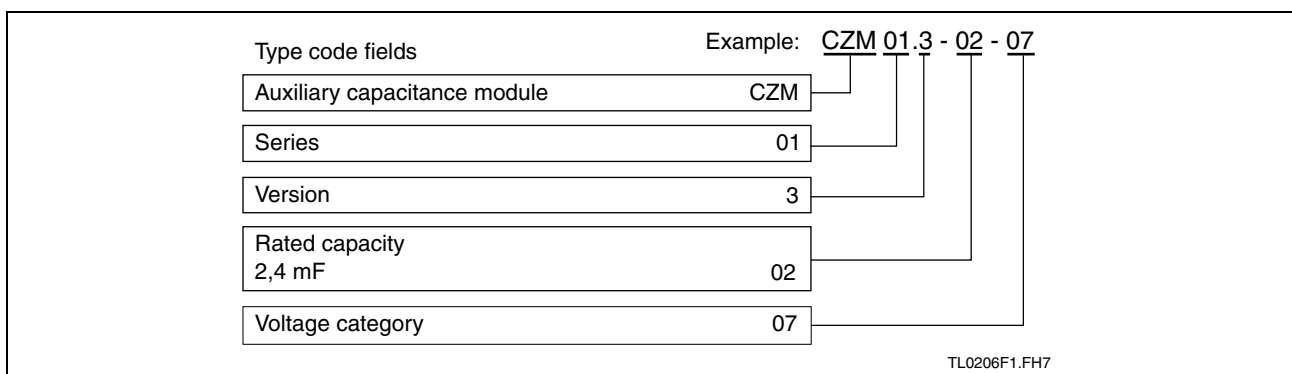 Type code fields Example: CZM 01.3 - 02 - 07
Auxiliary capacitance module CZM
Series 01
Version 3
Rated capacity
2,4 mF 02
Voltage category 07
TL0206F1.FH7